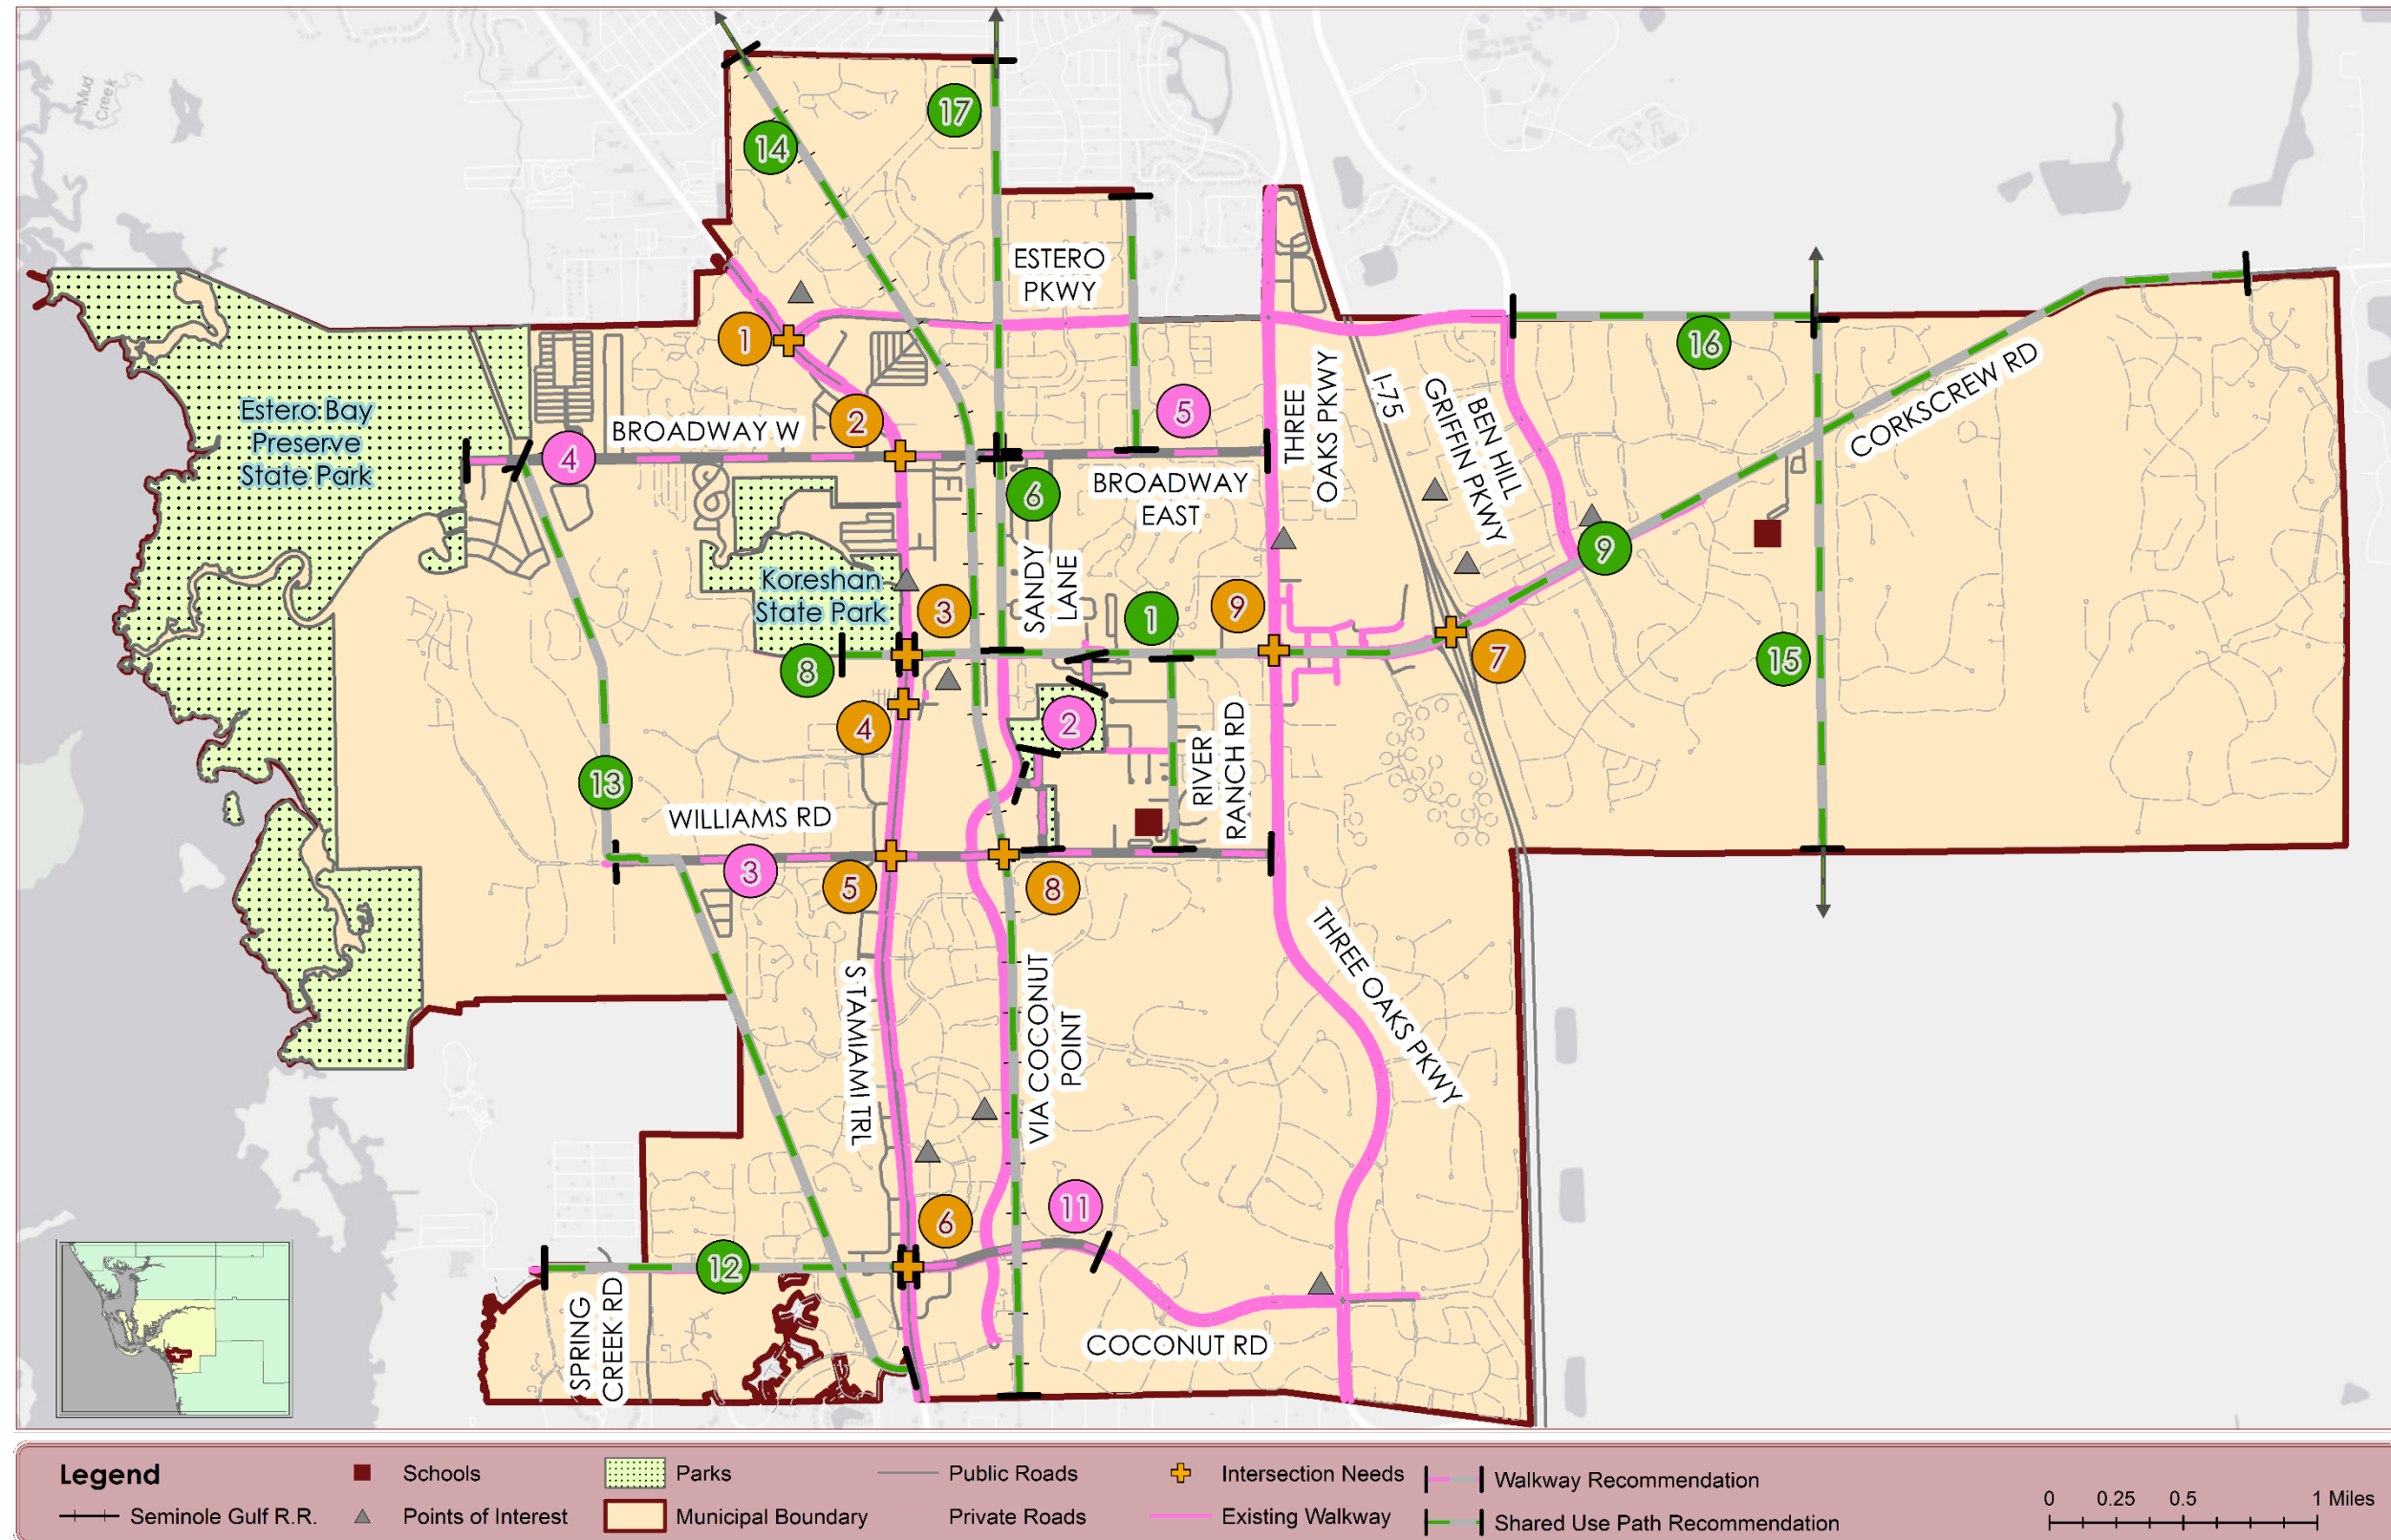 Mud
Creek
17
14
ESTERO
PKWY
1
16
2
5
THREE
OAKS PKWY
I-75
BEN HILL
GRIFFIN PKWY
CORKSCREW RD
Estero Bay
Preserve
State Park
BROADWAY W
4
6
BROADWAY
EAST
9
Koreshan
State Park
SANDY
LANE
3
1
9
8
7
15
4
2
RIVER
RANCH RD
13
WILLIAMS RD
3
5
8
S TAMIAMI TRL
VIA COCONUT
POINT
THREE OAKS PKWY
11
6
12
SPRING
CREEK RD
COCONUT RD
Legend
Schools
Parks
Public Roads
Intersection Needs
Walkway Recommendation
Seminole Gulf R.R.
Points of Interest
Municipal Boundary
Private Roads
Existing Walkway
Shared Use Path Recommendation
0 0.25 0.5 1 Miles